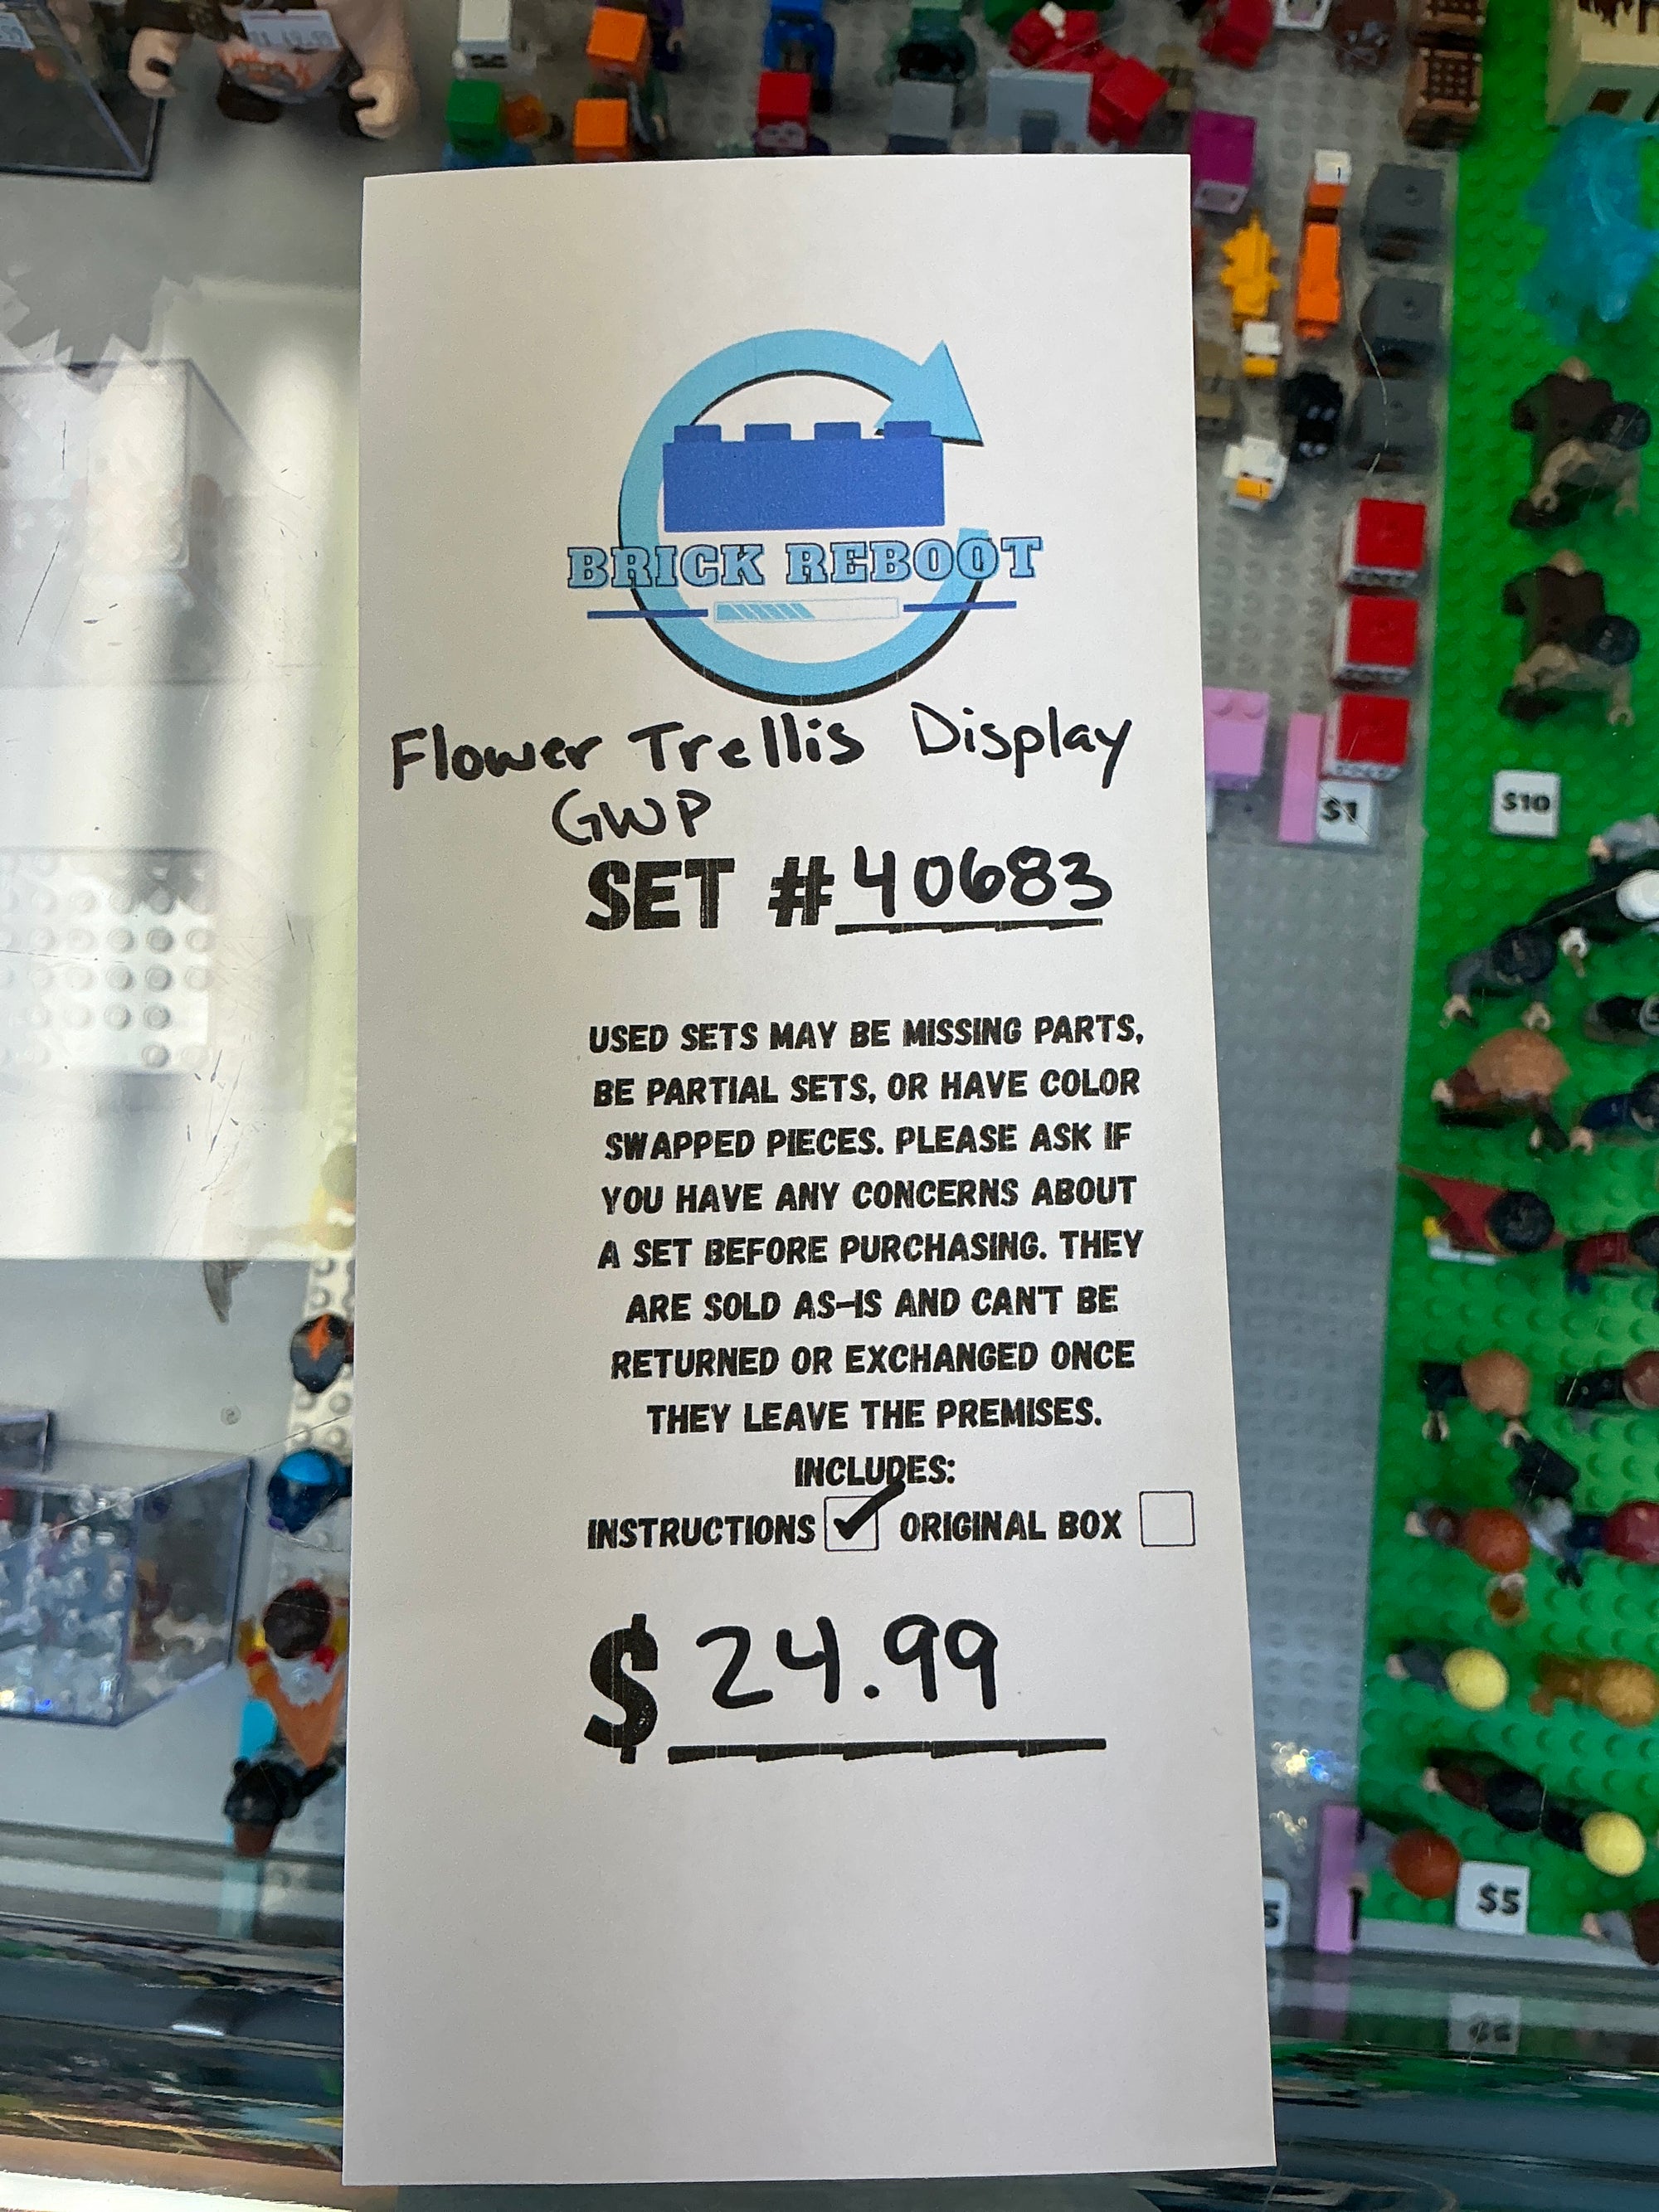 BRICK REBOOT
Flower Trellis Display
GWP
SET #40683
USED SETS MAY BE MISSING PARTS,
BE PARTIAL SETS, OR HAVE COLOR
SWAPPED PIECES. PLEASE ASK IF
YOU HAVE ANY CONCERNS ABOUT
A SET BEFORE PURCHASING. THEY
ARE SOLD AS-IS AND CAN'T BE
RETURNED OR EXCHANGED ONCE
THEY LEAVE THE PREMISES.
INCLUDES:
INSTRUCTIONS ORIGINAL BOX
$ 24.99
$1
$10
$5